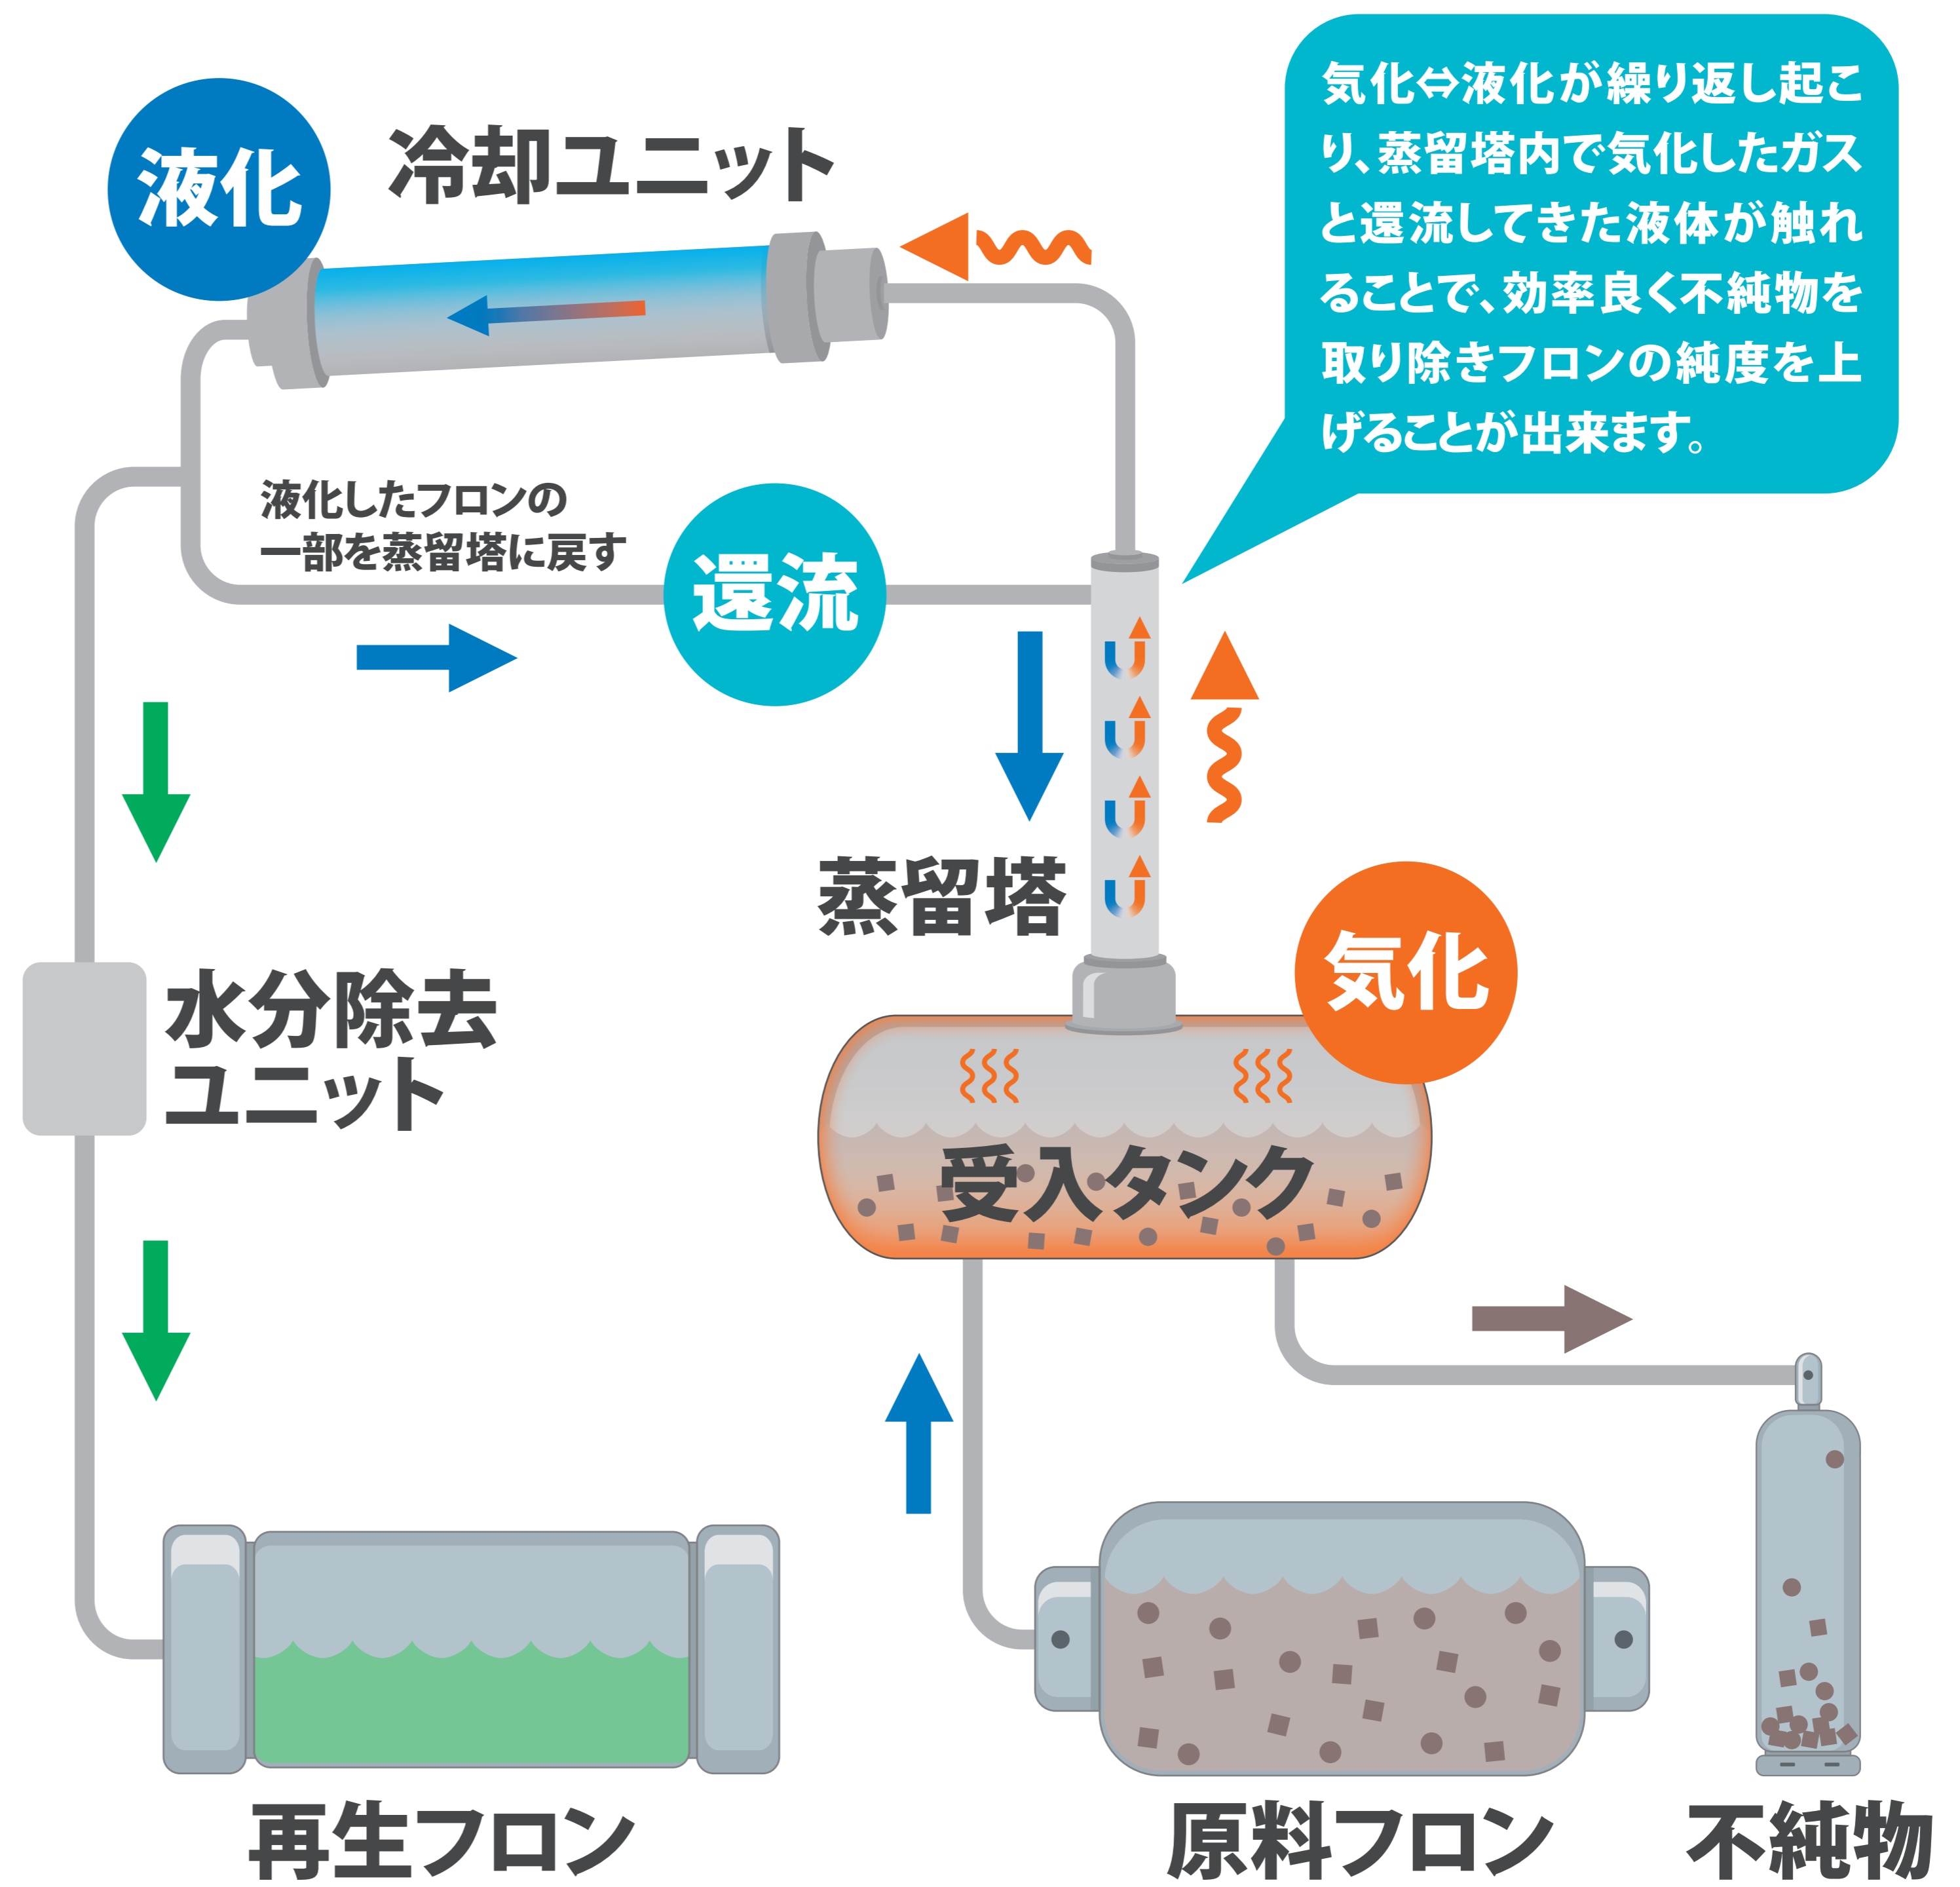 気化⇔液化が繰り返し起こ
り、蒸留塔内で気化したガス
と還流してきた液体が触れ
ることで、効率良く不純物を
取り除きフロンの純度を上
げることが出来ます。
液化
冷却ユニット
液化したフロンの
一部を蒸留塔に戻す
還流
蒸留塔
気化
水分除去
ユニット
受入タンク
再生フロン
原料フロン
不純物